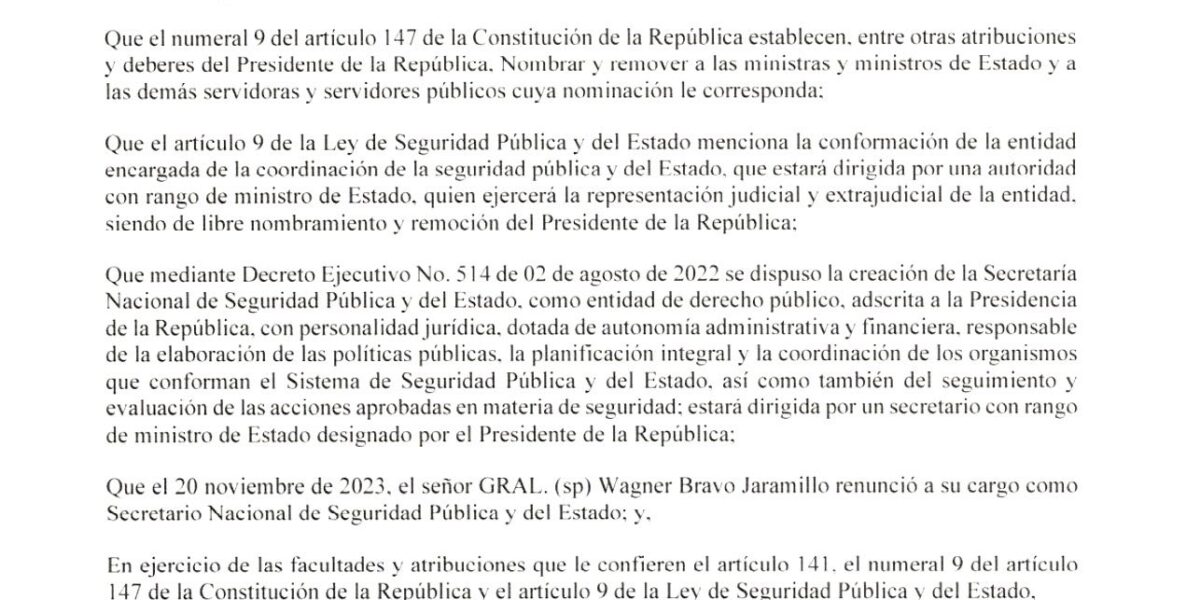 Que el numeral 9 del artículo 147 de la Constitución de la República establecen, entre otras atribuciones
y deberes del Presidente de la República, Nombrar y remover a las ministras y ministros de Estado y a
las demás servidoras y servidores públicos cuya nominación le corresponda;
Que el artículo 9 de la Ley de Seguridad Pública y del Estado menciona la conformación de la entidad
encargada de la coordinación de la seguridad pública y del Estado, que estará dirigida por una autoridad
con rango de ministro de Estado, quien ejercerá la representación judicial y extrajudicial de la entidad,
siendo de libre nombramiento y remoción del Presidente de la República;
Que mediante Decreto Ejecutivo No. 514 de 02 de agosto de 2022 se dispuso la creación de la Secretaría
Nacional de Seguridad Pública y del Estado, como entidad de derecho público, adscrita a la Presidencia
de la República, con personalidad jurídica, dotada de autonomía administrativa y financiera, responsable
de la elaboración de las políticas públicas, la planificación integral y la coordinación de los organismos
que conforman el Sistema de Seguridad Pública y del Estado, así como también del seguimiento y
evaluación de las acciones aprobadas en materia de seguridad; estará dirigida por un secretario con rango
de ministro de Estado designado por el Presidente de la República;
Que el 20 noviembre de 2023, el señor GRAL. (sp) Wagner Bravo Jaramillo renunció a su cargo como
Secretario Nacional de Seguridad Pública y del Estado; y,
En ejercicio de las facultades y atribuciones que le confieren el artículo 141, el numeral 9 del artículo
147 de la Constitución de la República y el artículo 9 de la Ley de Seguridad Pública y del Estado,